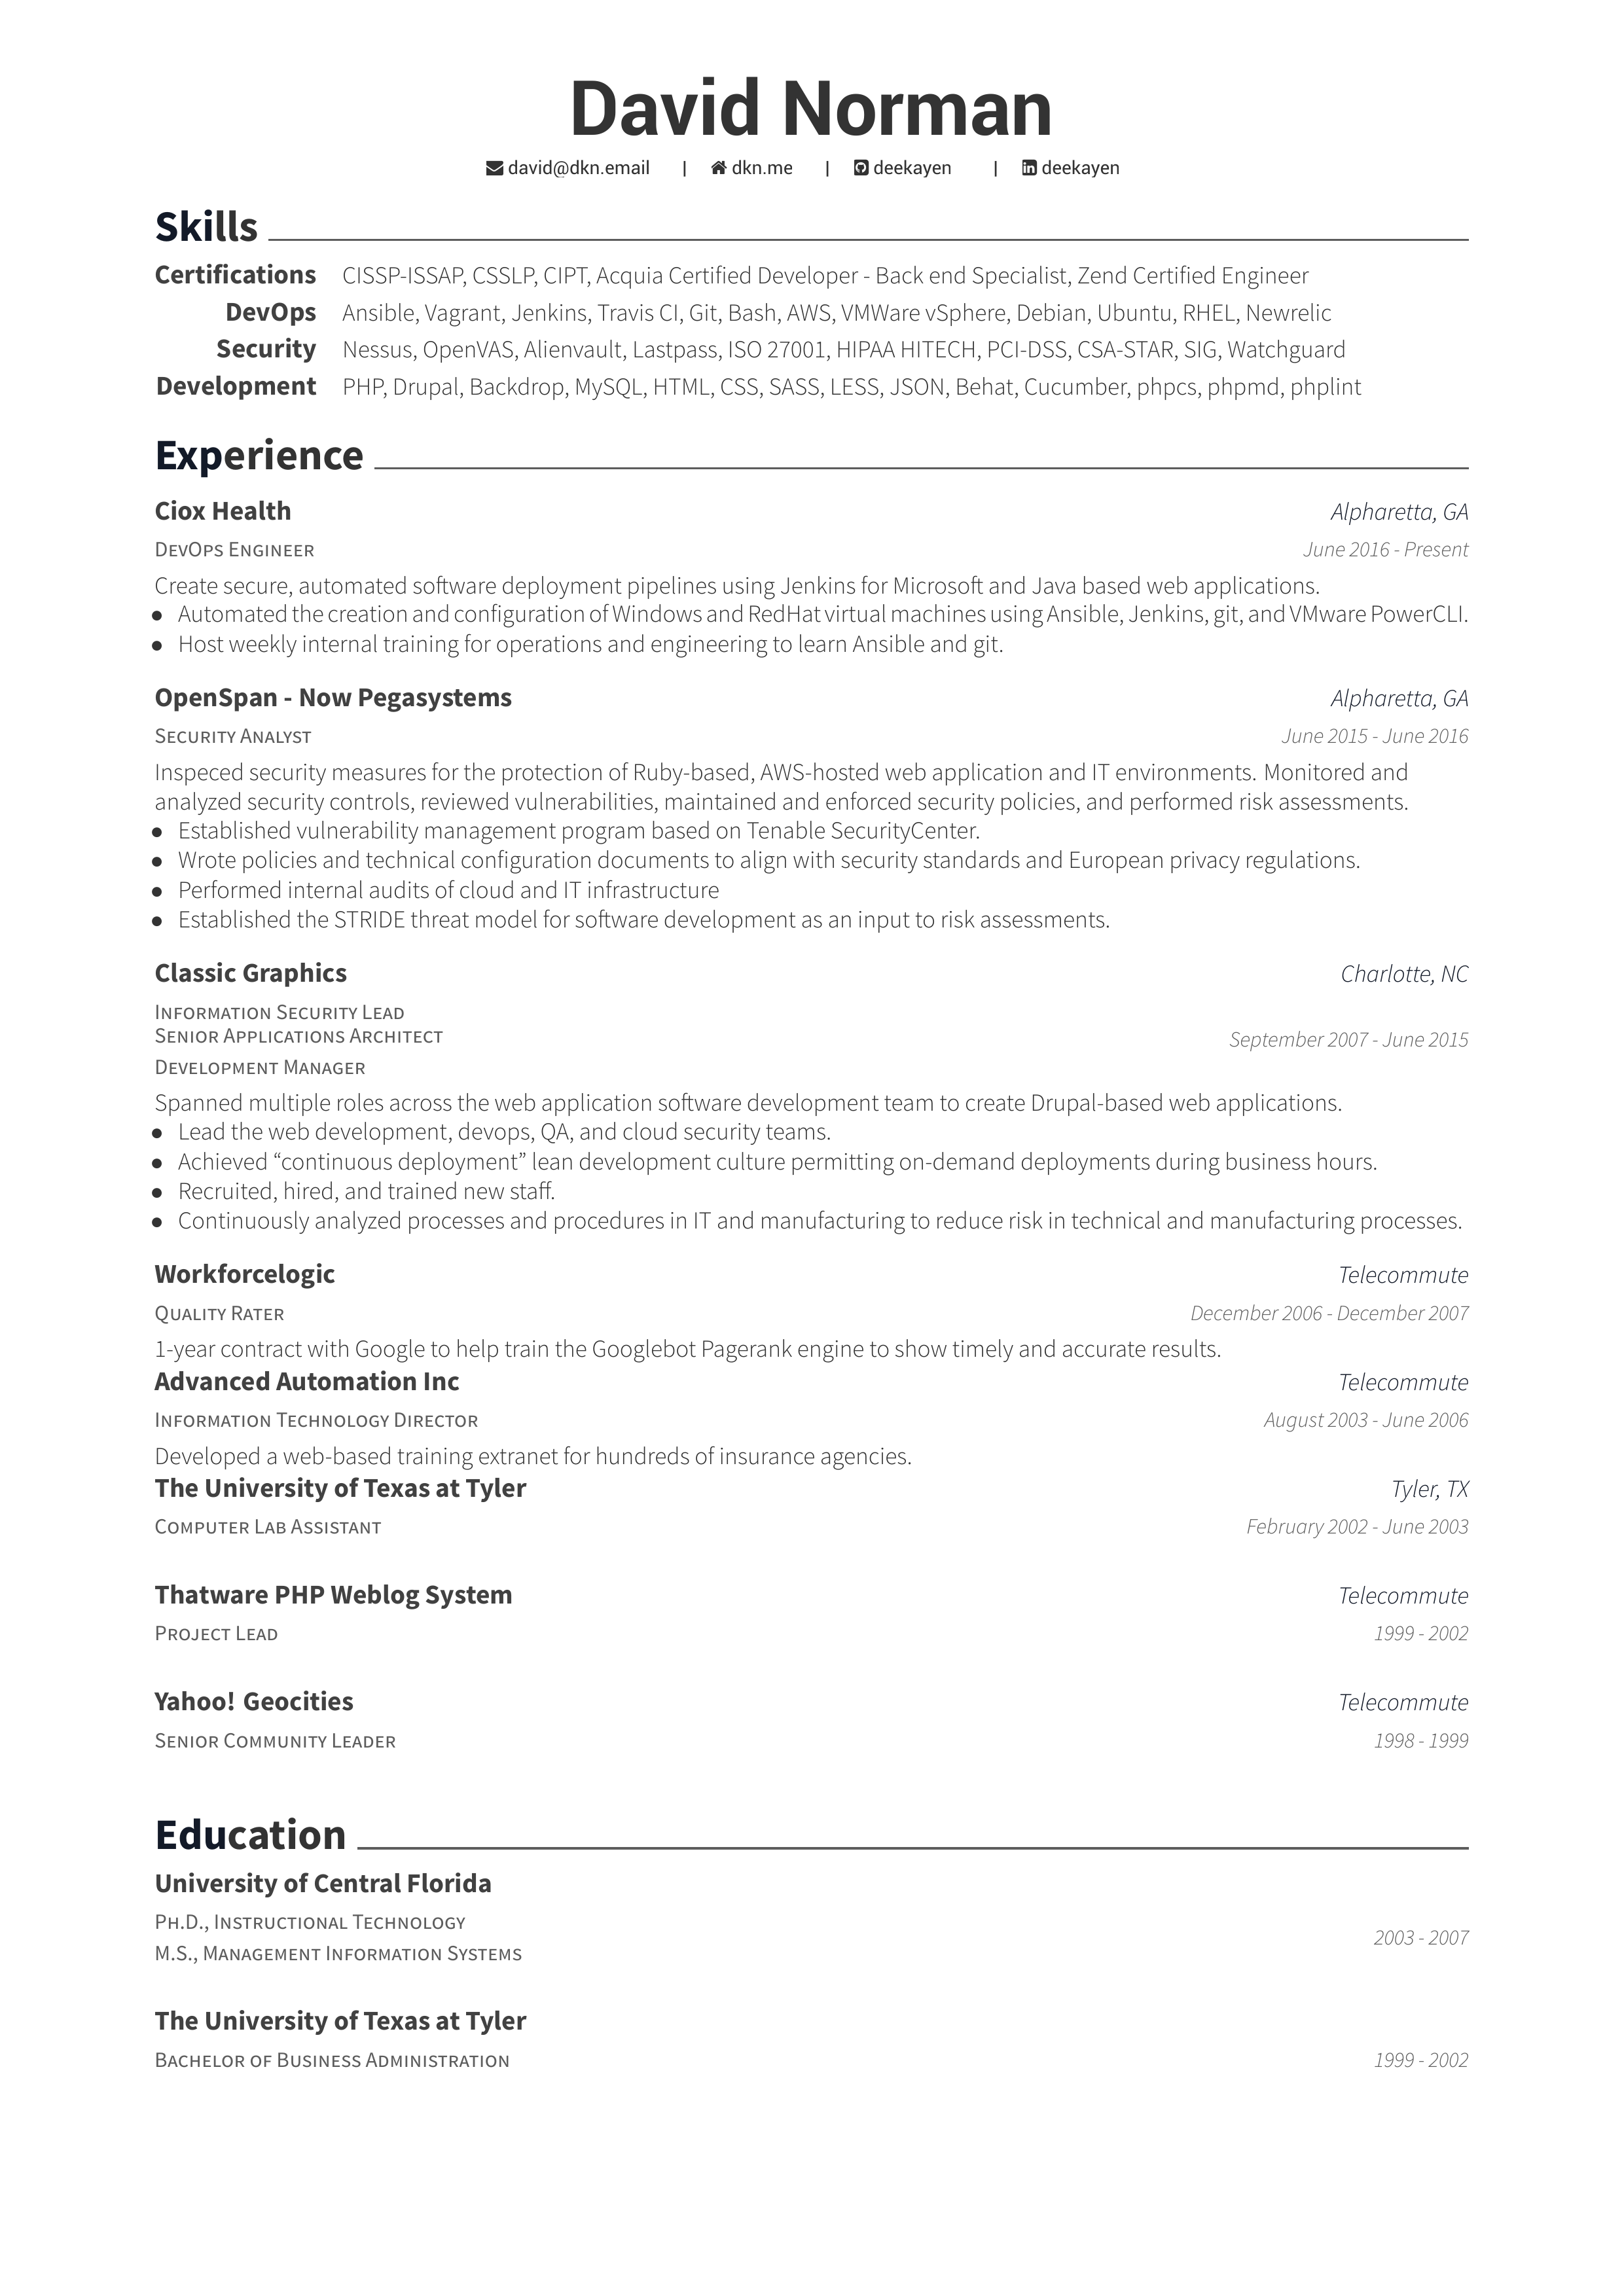 David Norman
david@dkn.email | dkn.me | deekayen | deekayen
Skills
Certifications CISSP-ISSAP, CSSLP, CIPT, Acquia Certified Developer - Back end Specialist, Zend Certified Engineer
DevOps Ansible, Vagrant, Jenkins, Travis CI, Git, Bash, AWS, VMWare vSphere, Debian, Ubuntu, RHEL, Newrelic
Security Nessus, OpenVAS, Alienvault, Lastpass, ISO 27001, HIPAA HITECH, PCI-DSS, CSA-STAR, SIG, Watchguard
Development PHP, Drupal, Backdrop, MySQL, HTML, CSS, SASS, LESS, JSON, Behat, Cucumber, phpcs, phpmd, phplint
Experience
Ciox Health Alpharetta, GA
DevOps Engineer June 2016 - Present
Create secure, automated software deployment pipelines using Jenkins for Microsoft and Java based web applications.
● Automated the creation and configuration of Windows and RedHat virtual machines using Ansible, Jenkins, git, and VMware PowerCLI.
● Host weekly internal training for operations and engineering to learn Ansible and git.
OpenSpan - Now Pegasystems Alpharetta, GA
Security Analyst June 2015 - June 2016
Inspeced security measures for the protection of Ruby-based, AWS-hosted web application and IT environments. Monitored and
analyzed security controls, reviewed vulnerabilities, maintained and enforced security policies, and performed risk assessments.
● Established vulnerability management program based on Tenable SecurityCenter.
● Wrote policies and technical configuration documents to align with security standards and European privacy regulations.
● Performed internal audits of cloud and IT infrastructure
● Established the STRIDE threat model for software development as an input to risk assessments.
Classic Graphics Charlotte, NC
Information Security Lead
Senior Applications Architect September 2007 - June 2015
Development Manager
Spanned multiple roles across the web application software development team to create Drupal-based web applications.
● Lead the web development, devops, QA, and cloud security teams.
● Achieved “continuous deployment” lean development culture permitting on-demand deployments during business hours.
● Recruited, hired, and trained new staff.
● Continuously analyzed processes and procedures in IT and manufacturing to reduce risk in technical and manufacturing processes.
Workforcelogic Telecommute
Quality Rater December 2006 - December 2007
1-year contract with Google to help train the Googlebot Pagerank engine to show timely and accurate results.
Advanced Automation Inc Telecommute
Information Technology Director August 2003 - June 2006
Developed a web-based training extranet for hundreds of insurance agencies.
The University of Texas at Tyler Tyler, TX
Computer Lab Assistant February 2002 - June 2003
Thatware PHP Weblog System Telecommute
Project Lead 1999 - 2002
Yahoo! Geocities Telecommute
Senior Community Leader 1998 - 1999
Education
University of Central Florida
Ph.D., Instructional Technology
2003 - 2007
M.S., Management Information Systems
The University of Texas at Tyler
Bachelor of Business Administration 1999 - 2002